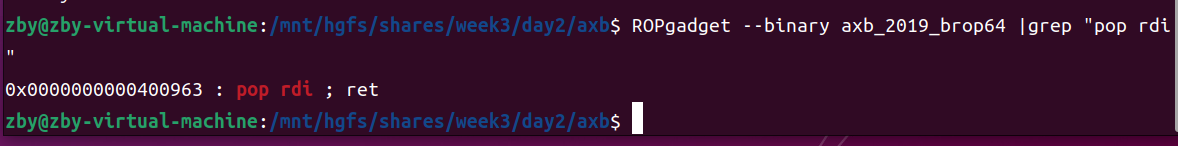 zby@zby-virtual-machine:/mnt/hgfs/shares/week3/day2/axb$ ROPgadget --binary axb_2019_brop64 |grep "pop rdi
"
0x0000000000400963 : pop rdi ; ret
zby@zby-virtual-machine:/mnt/hgfs/shares/week3/day2/axb$